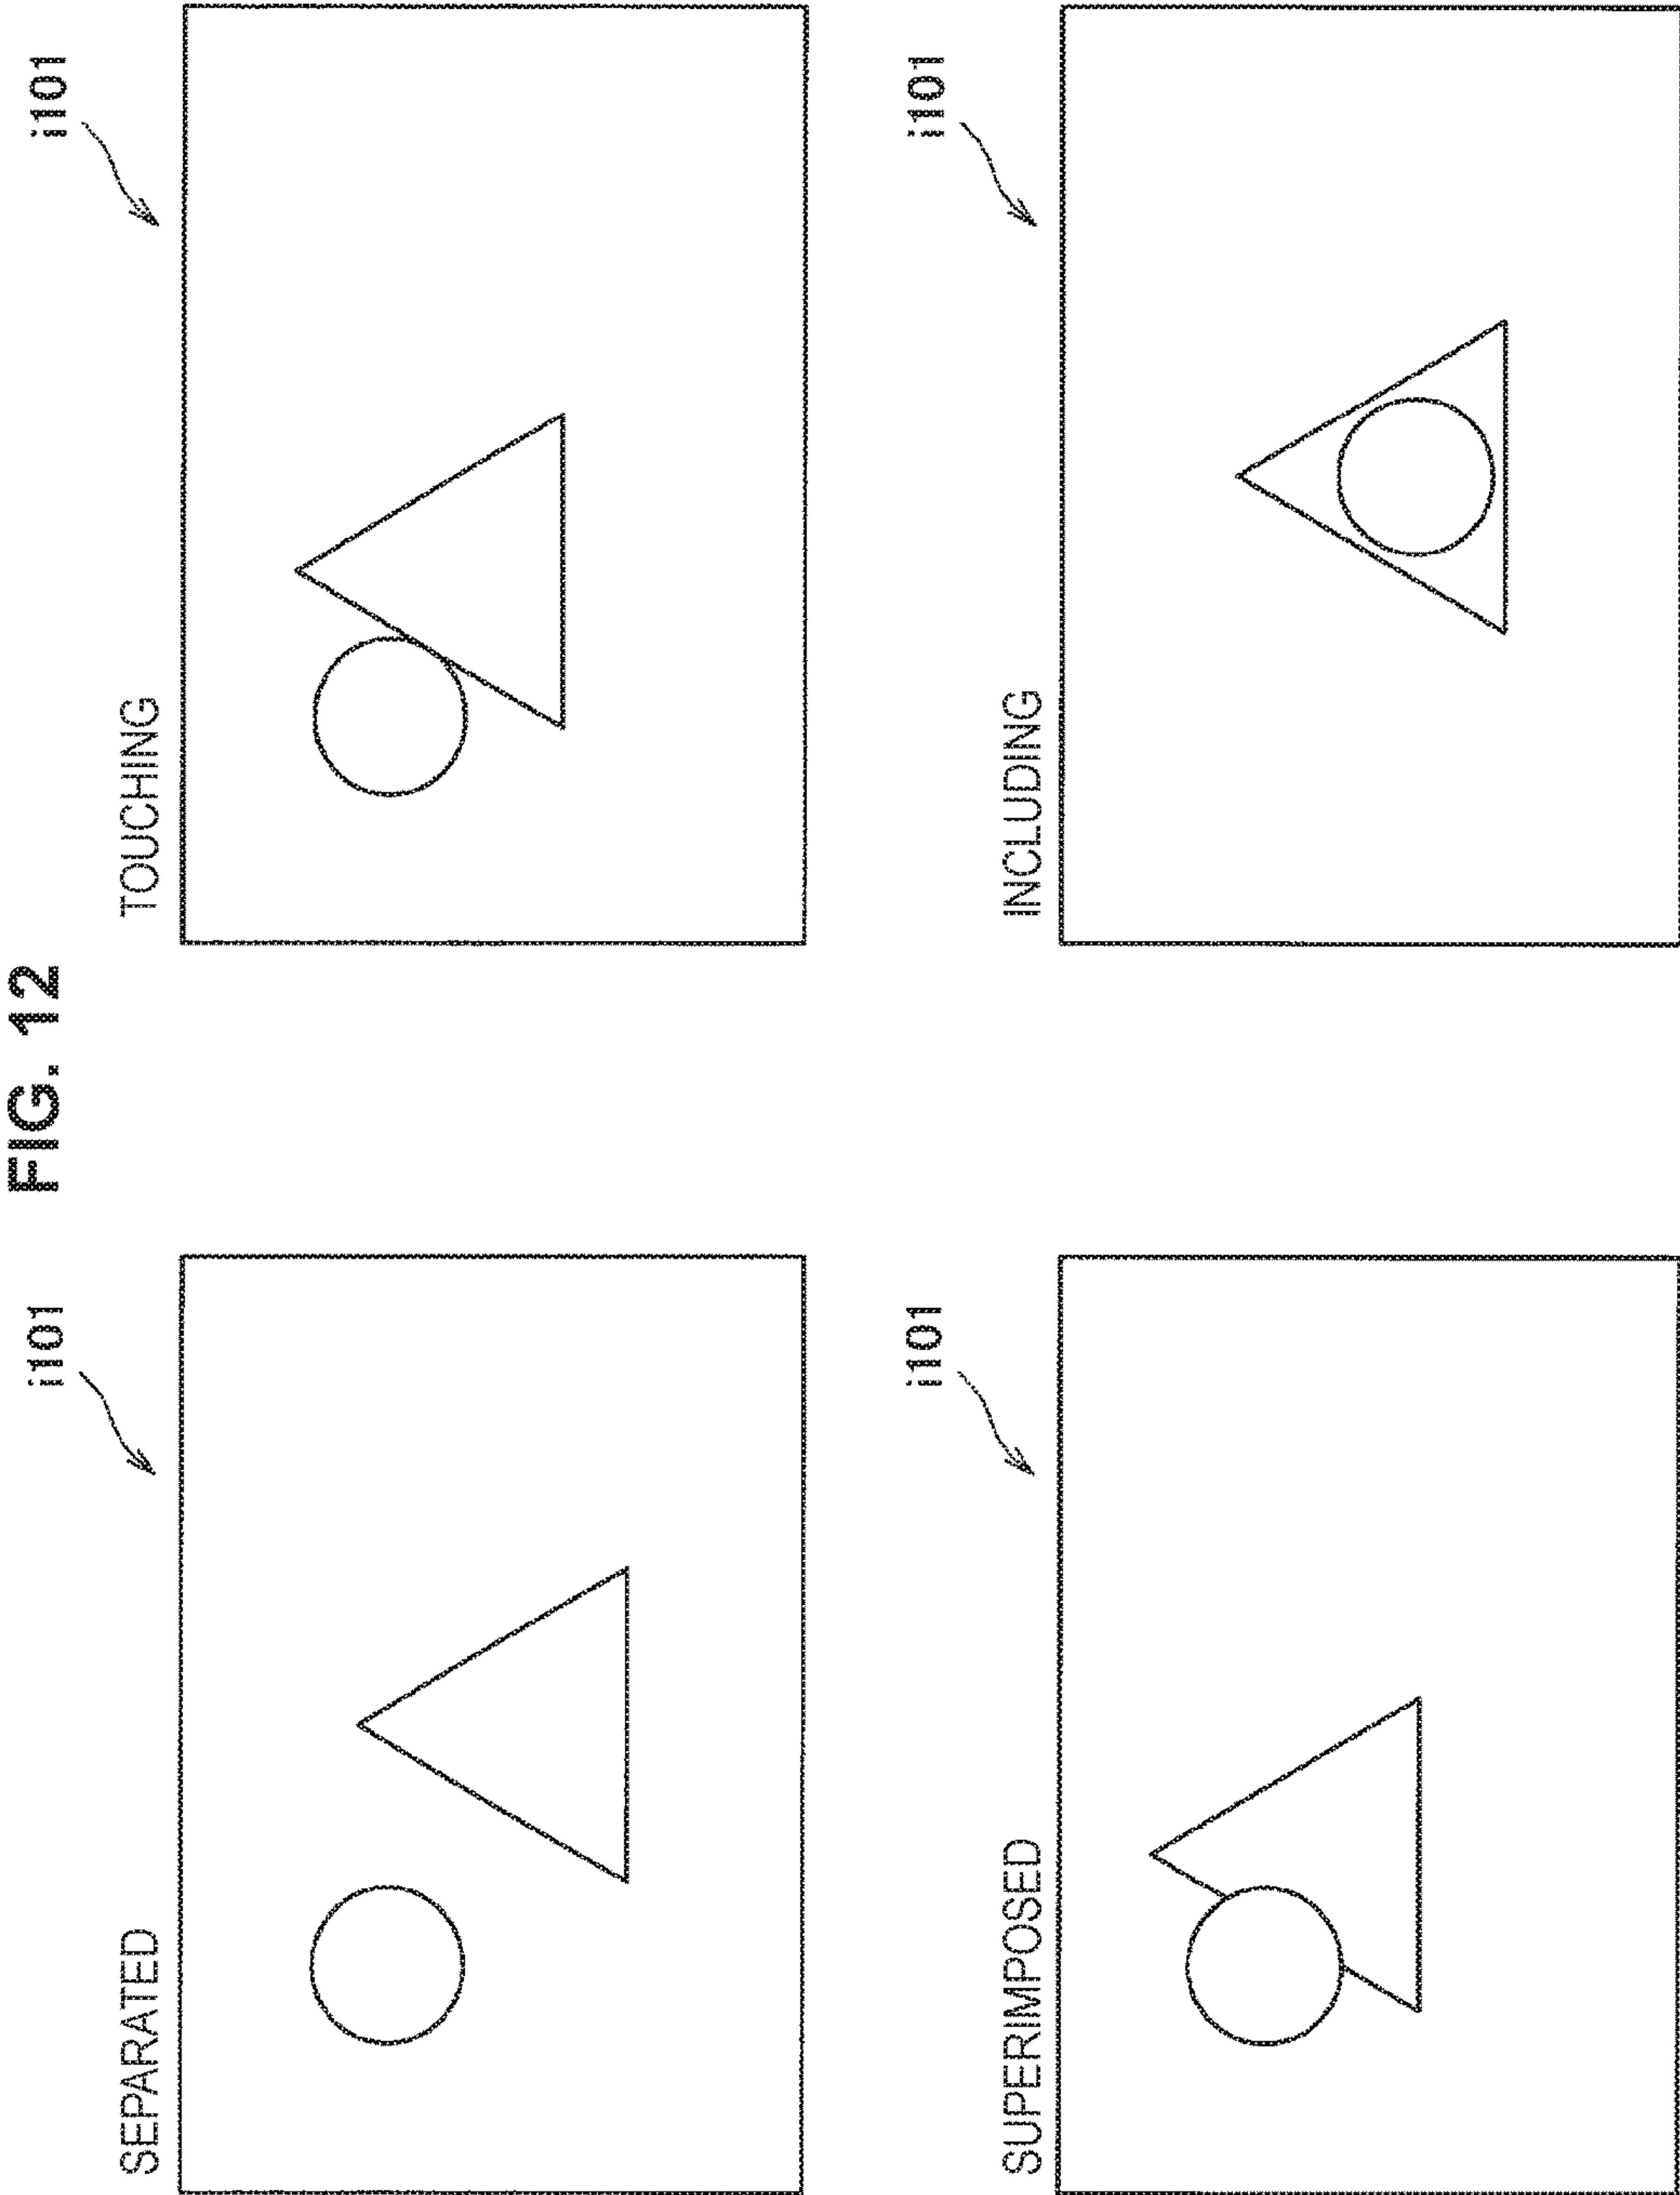 FIG. 12
SEPARATED
i101
TOUCHING
i101
SUPERIMPOSED
i101
INCLUDING
i101